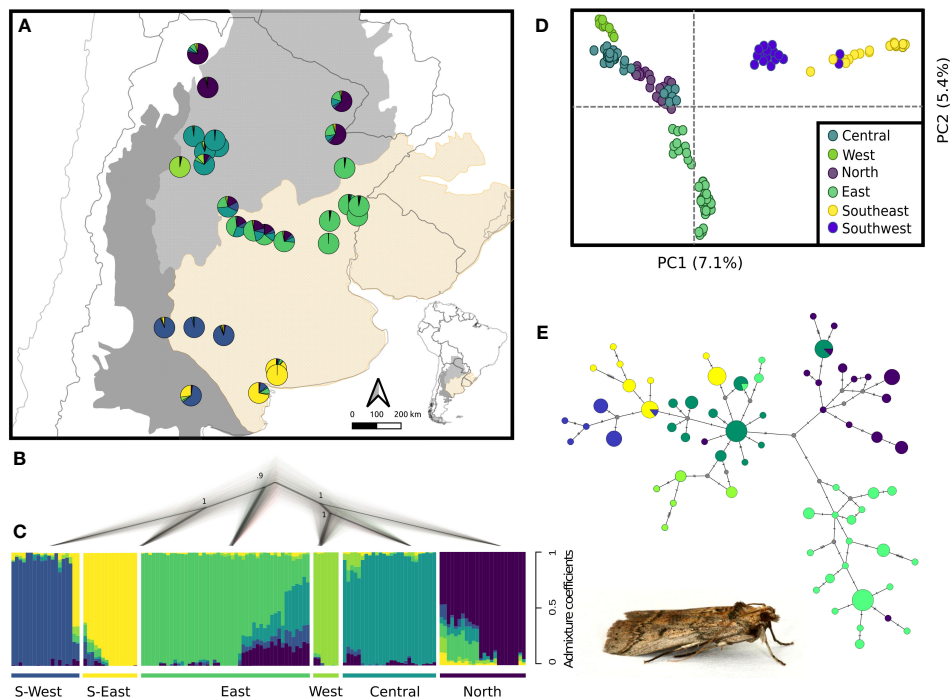 A
0 100 200 km
B
.9
1
1
1
C
1
0.5
0
Admixture coefficients
S-West S-East East West Central North
D
PC2 (5.4%)
Central
West
North
East
Southeast
Southwest
PC1 (7.1%)
E